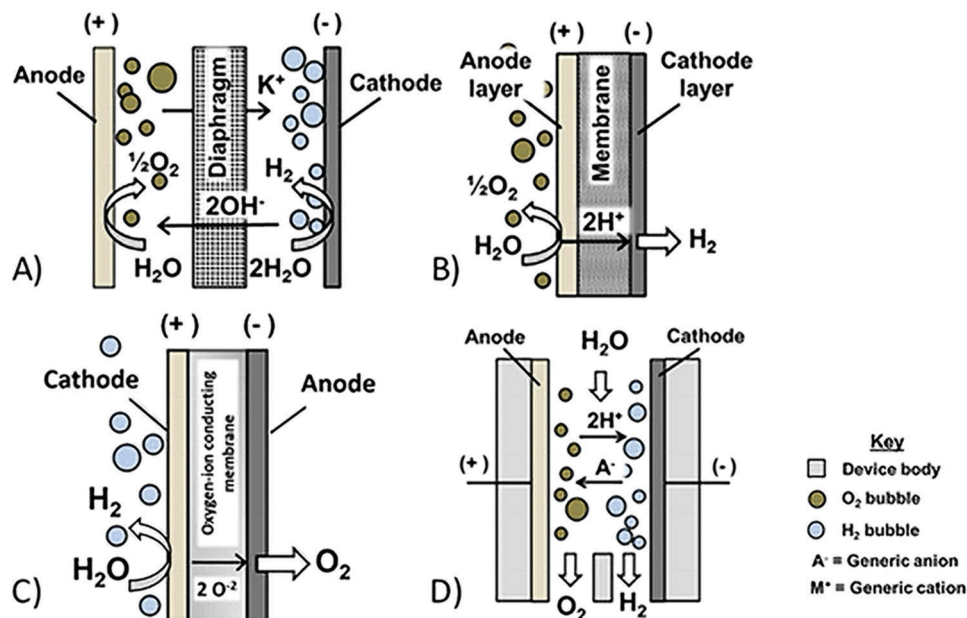 (+)
(-)
Anode
Diaphragm
K⁺
Cathode
½O₂
H₂
2OH⁻
H₂O
2H₂O
A)
(+)
(-)
Anode
layer
Membrane
Cathode
layer
½O₂
2H⁺
H₂O
H₂
B)
(+)
(-)
Cathode
Oxygen-ion conducting
membrane
Anode
H₂
H₂O
2 O⁻²
O₂
C)
Anode
H₂O
Cathode
2H⁺
A⁻
(+)
(-)
O₂
H₂
D)
Key
Device body
O₂ bubble
H₂ bubble
A⁻ = Generic anion
M⁺ = Generic cation